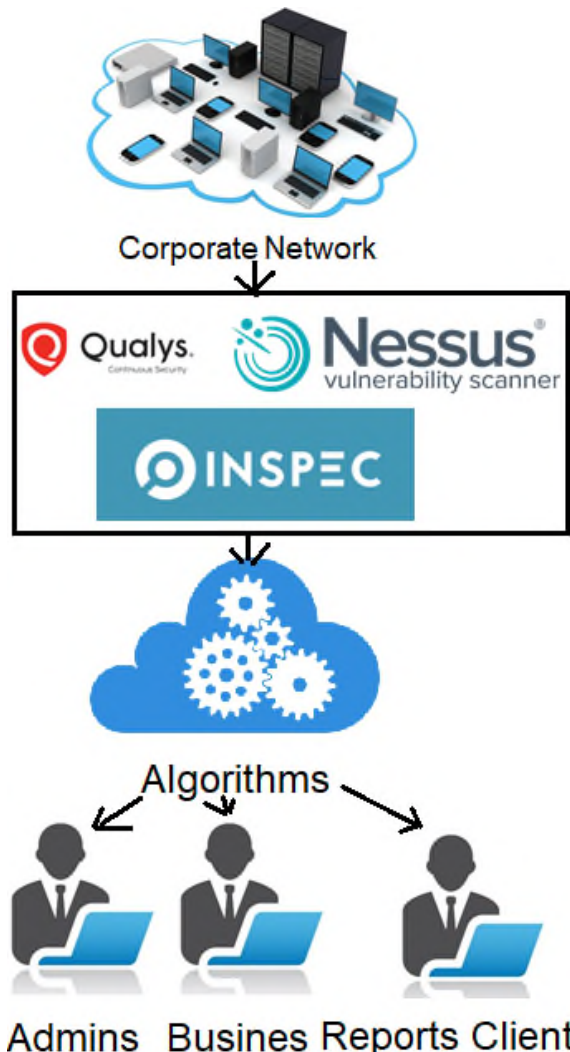 Corporate Network
Qualys.
Continuous Security
Nessus®
vulnerability scanner
INSPEC
Algorithms
Admins Busines Reports Client